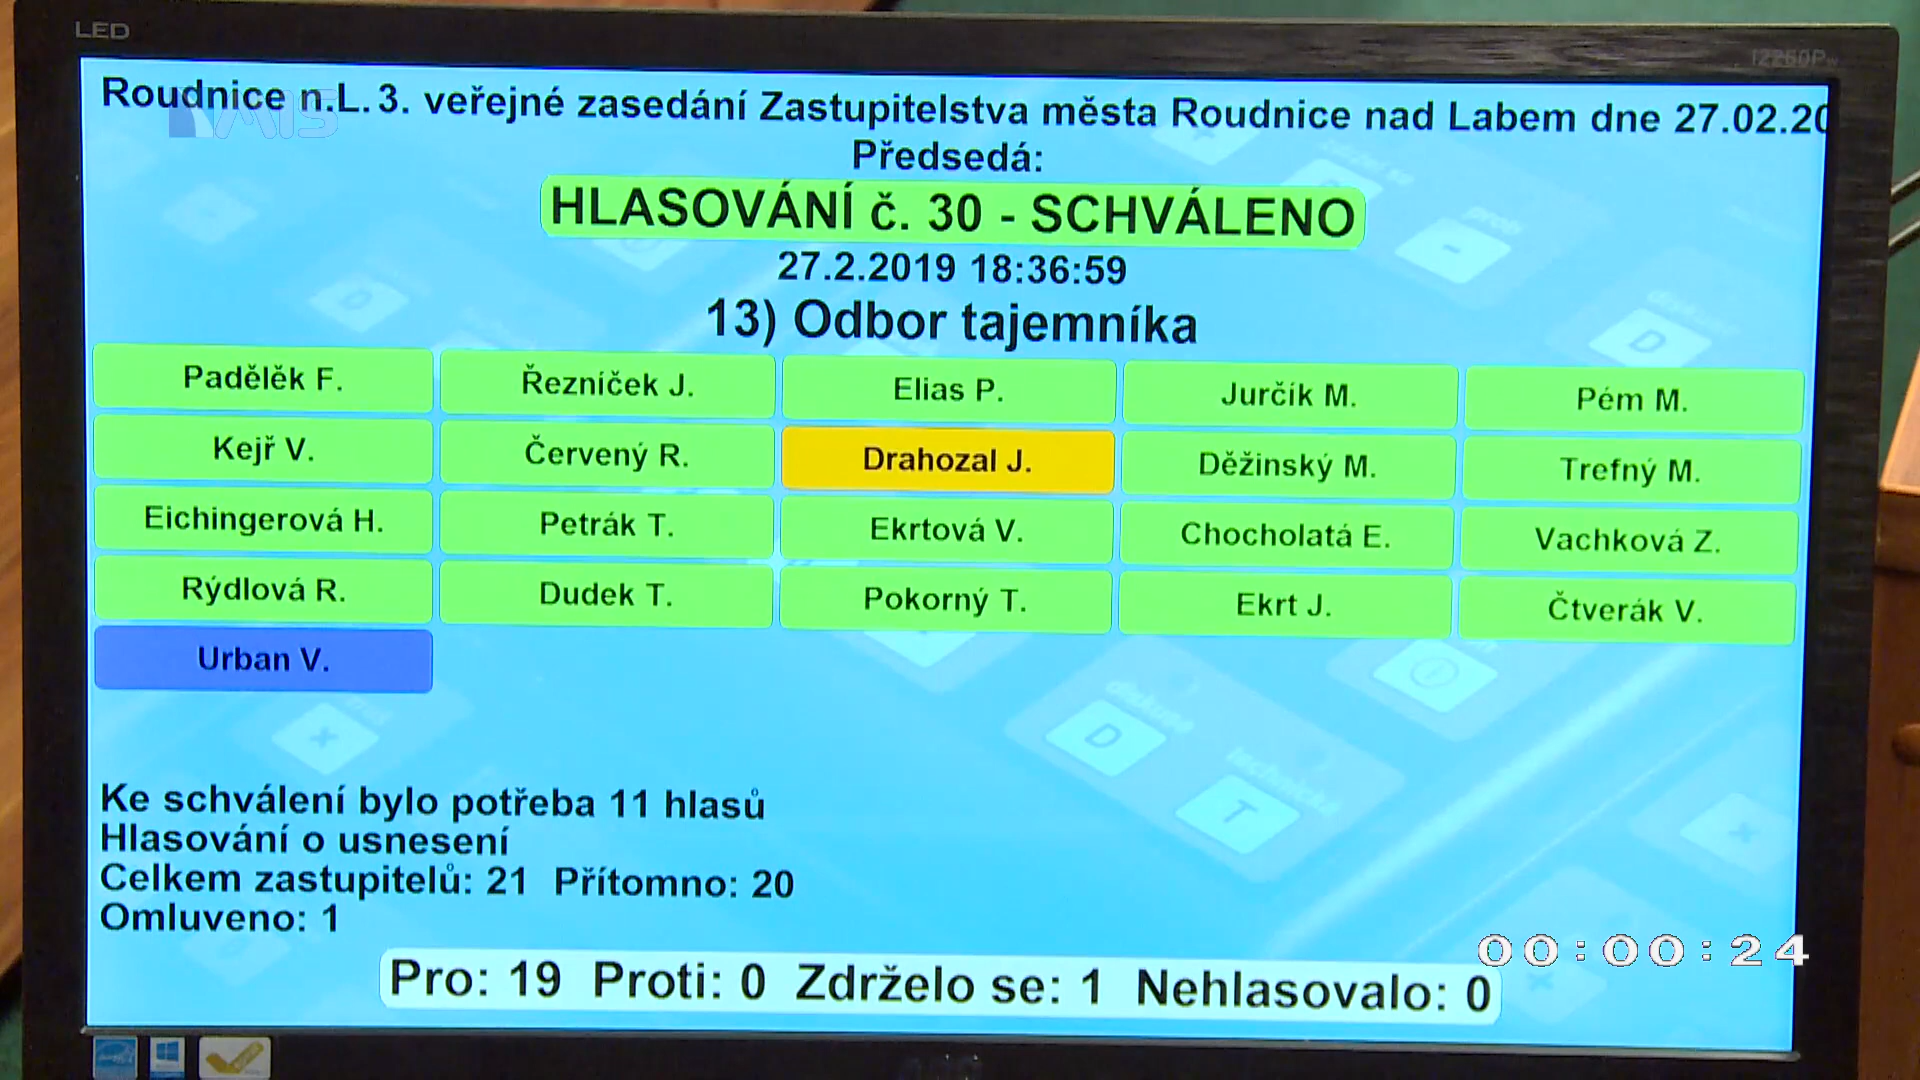 LED
Roudnice n.L. 3. veřejné zasedání Zastupitelstva města Roudnice nad Labem dne 27.02.20
MIS
Předsedá:
HLASOVÁNÍ č. 30 - SCHVÁLENO
27.2.2019 18:36:59
13) Odbor tajemníka
Padělěk F. Řezníček J. Elias P. Jurčík M. Pém M.
Kejř V. Červený R. Drahozal J. Děžinský M. Trefný M.
Eichingerová H. Petrák T. Ekrtová V. Chocholatá E. Vachková Z.
Rýdlová R. Dudek T. Pokorný T. Ekrt J. Čtverák V.
Urban V.
Ke schválení bylo potřeba 11 hlasů
Hlasování o usnesení
Celkem zastupitelů: 21 Přítomno: 20
Omluveno: 1
00:00:24
Pro: 19 Proti: 0 Zdrželo se: 1 Nehlasovalo: 0